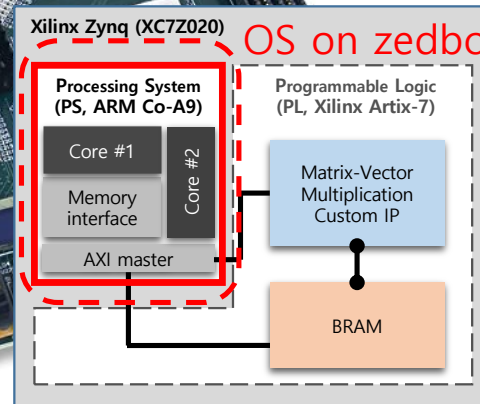 Xilinx Zynq (XC7Z020)
OS on zedbo
Processing System
(PS, ARM Co-A9)
Programmable Logic
(PL, Xilinx Artix-7)
Core #1
Core #2
Memory
interface
AXI master
Matrix-Vector
Multiplication
Custom IP
BRAM